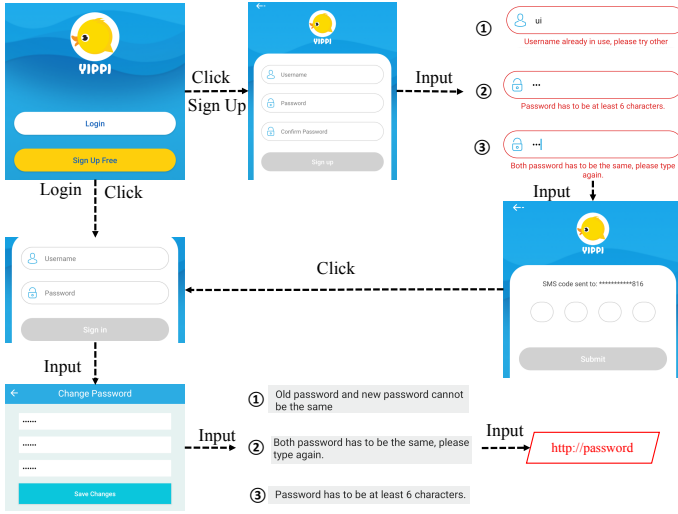 YIPPI
Login
Sign Up Free
Click
Sign Up
YIPPI
Username
Password
Confirm Password
Sign up
Input
① ui
Username already in use, please try other
② •••
Password has to be at least 6 characters.
③ •••
Both password has to be the same, please type
again.
Login Click
Input
Username
Password
Sign in
Click
YIPPI
SMS code sent to: ***********816
Submit
Input
Change Password
••••••
••••••
••••••
Save Changes
Input
① Old password and new password cannot
be the same
② Both password has to be the same, please
type again.
③ Password has to be at least 6 characters.
Input
http://password